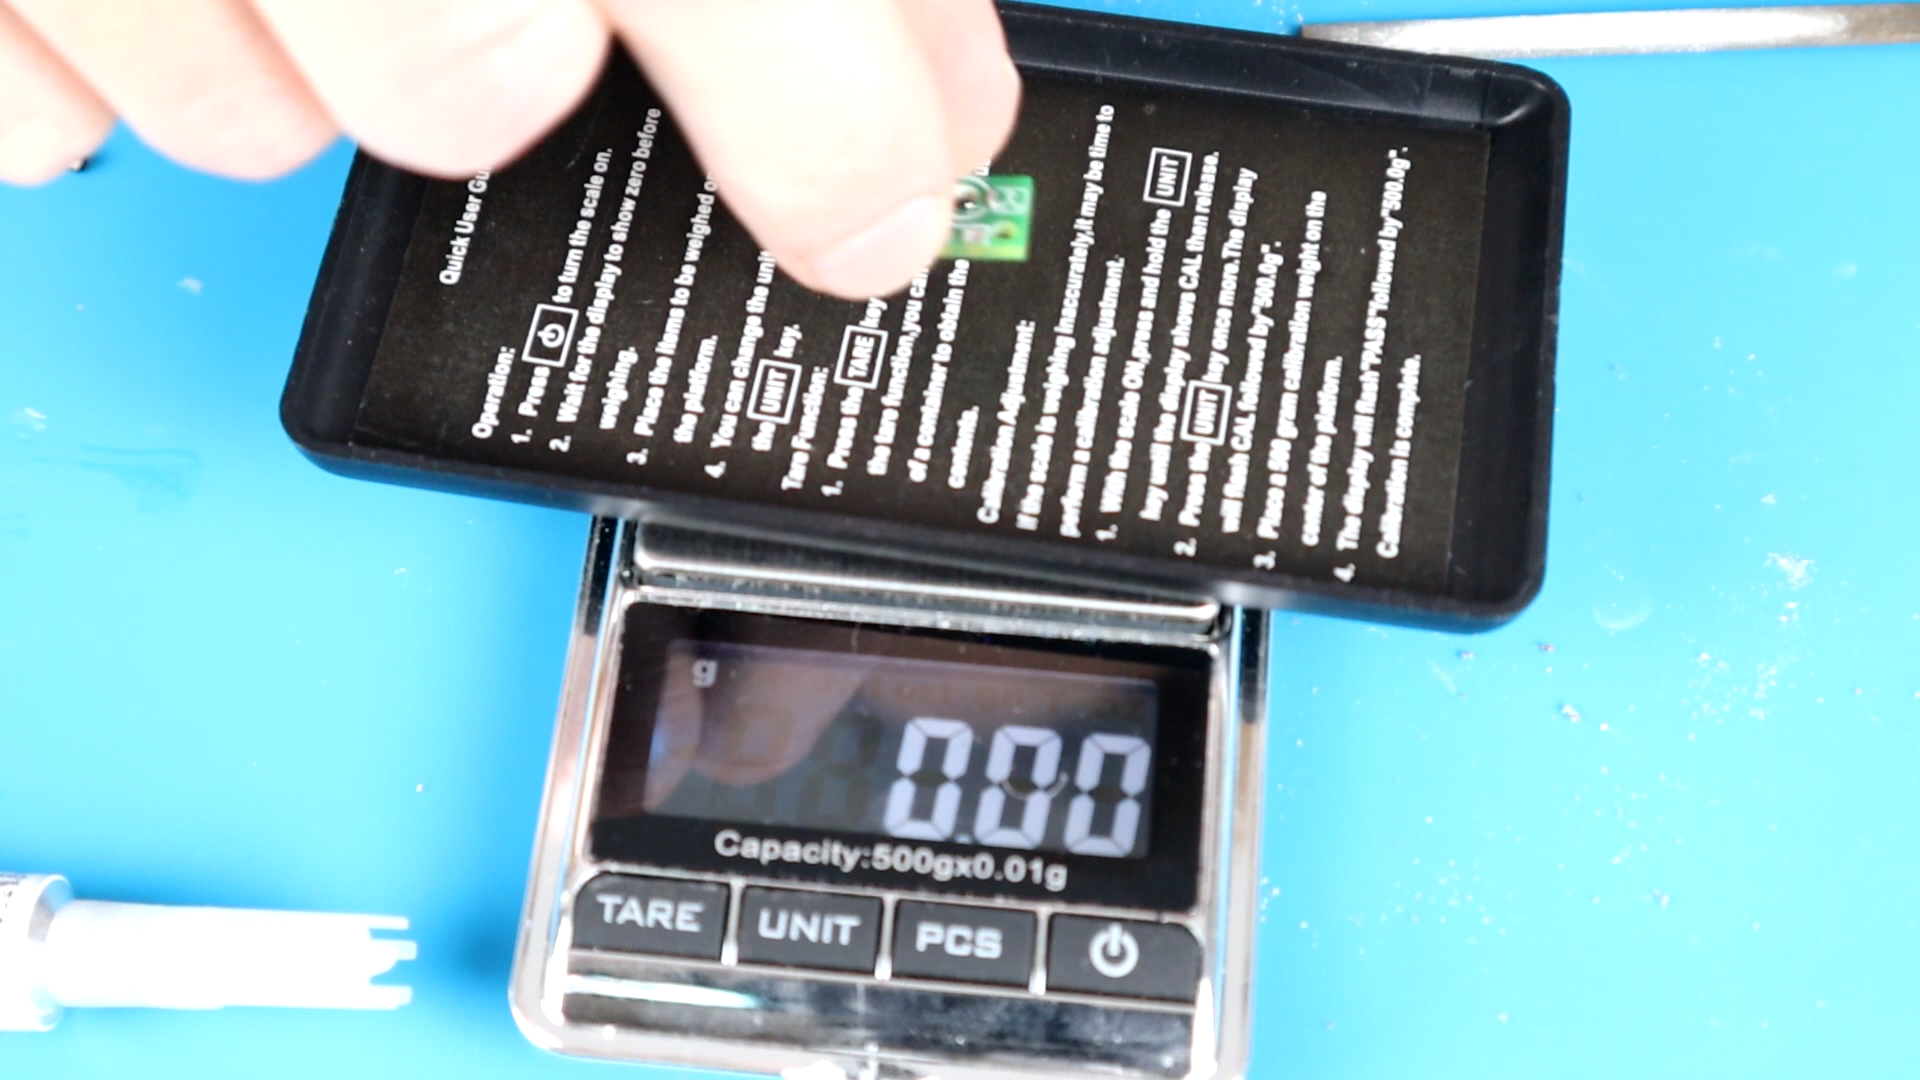 Quick User
Operation:
1. Press to turn the scale on.
2. Wait for the display to show zero before
weighing.
3. Place the items to be weighed
the platform.
4. You can change the
the UNIT key.
Tare Function:
1. Press the TARE key
the tare function,you
of a container to obtain the
contents.
Calibration Adjustment:
If the scale is weighing inaccurately,it may be time to
perform a calibration adjustment.
1. With the scale ON,press and hold the UNIT
key until the display shows CAL then release.
2. Press the UNIT key once more.The display
will flash CAL followed by"500.0g".
3. Place a 500 gram calibration weight on the
center of the platform.
4. The display will flash"PASS"followed by"500.0g".
Calibration is complete.
g
0.00
Capacity:500gx0.01g
TARE UNIT PCS